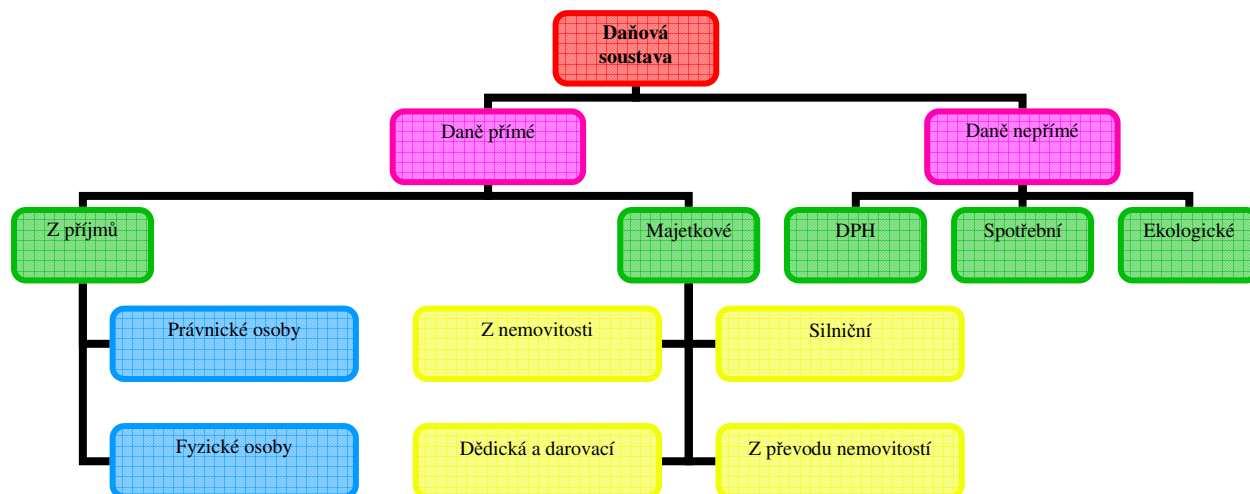 Daňová
soustava
Daně přímé
Daně nepřímé
Z příjmů
Majetkové
DPH
Spotřební
Ekologické
Právnické osoby
Z nemovitosti
Silniční
Fyzické osoby
Dědická a darovací
Z převodu nemovitostí